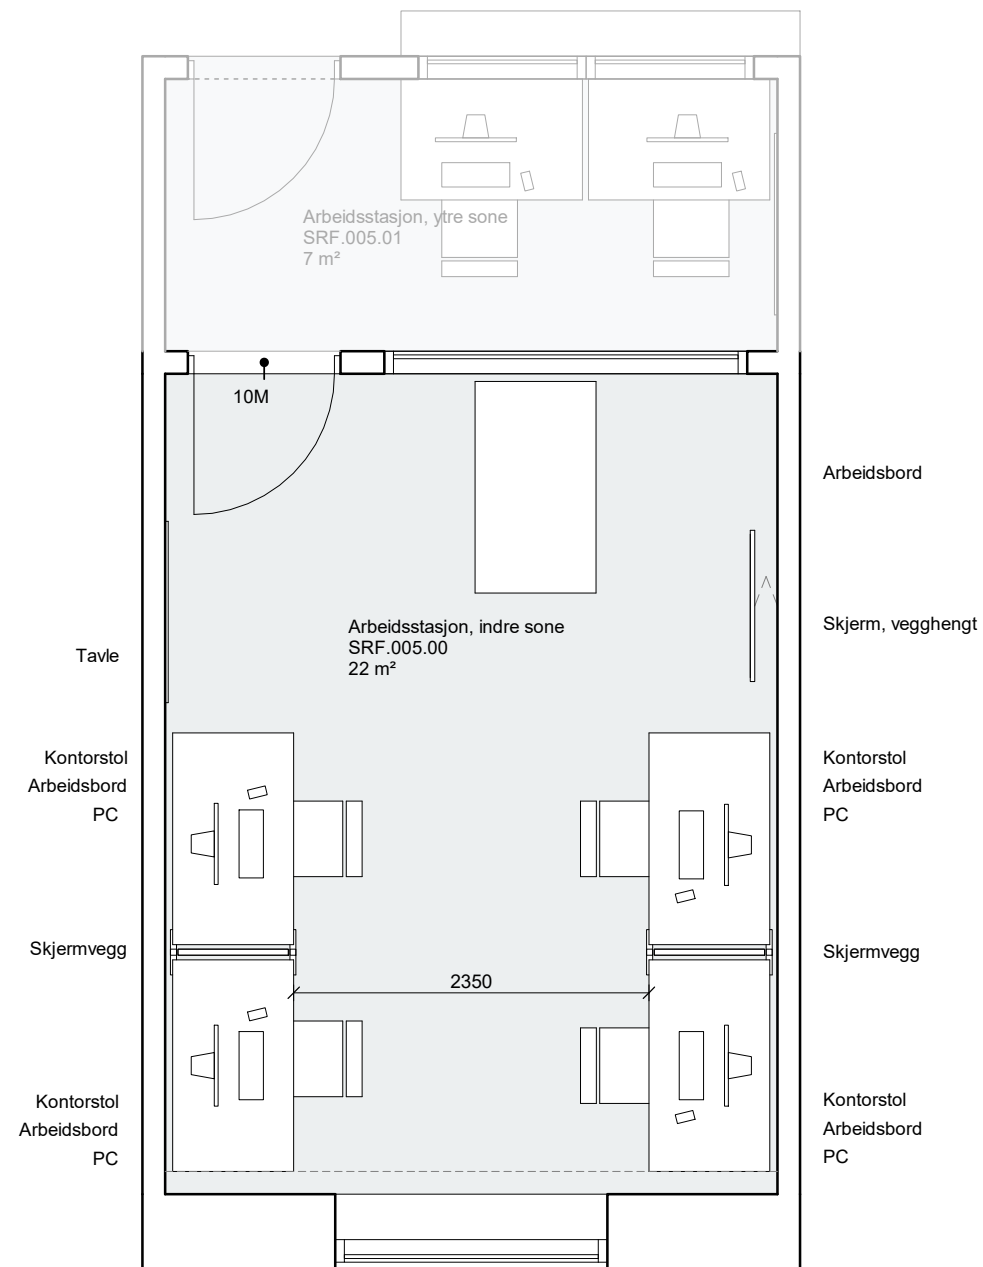 Arbeidsstasjon, ytre sone
SRF.005.01
7 m²
10M
Arbeidsbord
Arbeidsstasjon, indre sone
SRF.005.00
22 m²
Skjerm, vegghengt
Tavle
Kontorstol
Arbeidsbord
PC
Kontorstol
Arbeidsbord
PC
Skjermvegg
Skjermvegg
2350
Kontorstol
Arbeidsbord
PC
Kontorstol
Arbeidsbord
PC